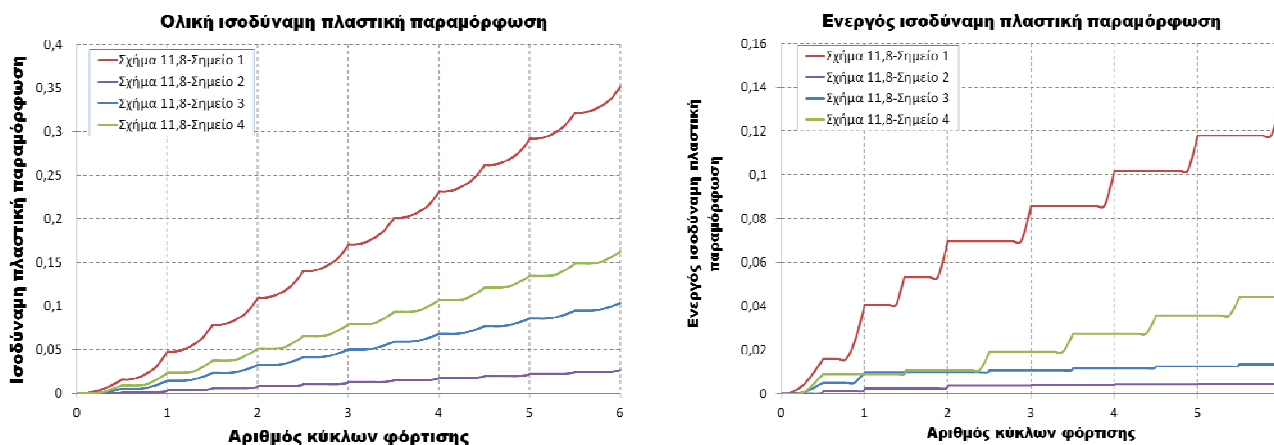 Ολική ισοδύναμη πλαστική παραμόρφωση
Ισοδύναμη πλαστική παραμόρφωση
0,4
0,35
0,3
0,25
0,2
0,15
0,1
0,05
0
Σχήμα 11,8-Σημείο 1
Σχήμα 11,8-Σημείο 2
Σχήμα 11,8-Σημείο 3
Σχήμα 11,8-Σημείο 4
0 1 2 3 4 5 6
Αριθμός κύκλων φόρτισης
Ενεργός ισοδύναμη πλαστική παραμόρφωση
Ενεργός ισοδύναμη πλαστική
παραμόρφωση
0,16
0,14
0,12
0,1
0,08
0,06
0,04
0,02
0
Σχήμα 11,8-Σημείο 1
Σχήμα 11,8-Σημείο 2
Σχήμα 11,8-Σημείο 3
Σχήμα 11,8-Σημείο 4
0 1 2 3 4 5
Αριθμός κύκλων φόρτισης